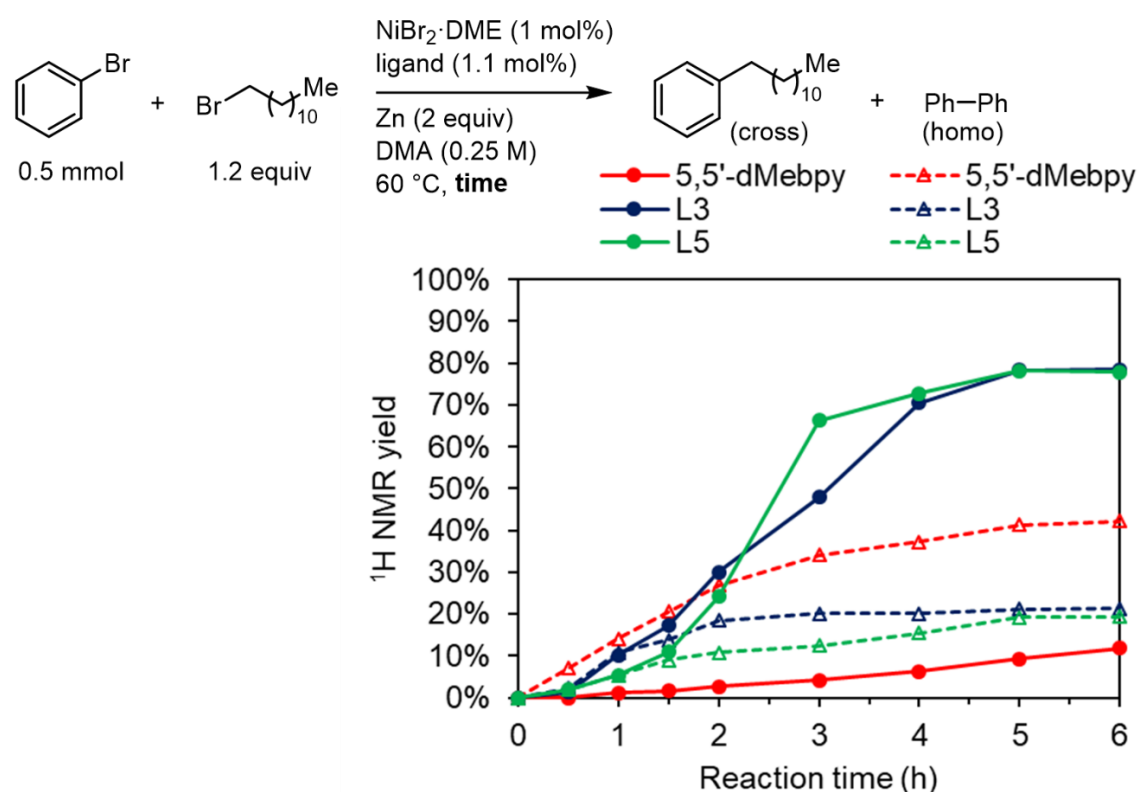 Br
+
Br
Me
10
NiBr₂·DME (1 mol%)
ligand (1.1 mol%)
Zn (2 equiv)
DMA (0.25 M)
60 °C, time
Me
10
(cross)
+
Ph–Ph
(homo)
0.5 mmol
1.2 equiv
5,5'-dMebpy
L3
L5
5,5'-dMebpy
L3
L5
100%
90%
80%
70%
60%
50%
40%
30%
20%
10%
0%
¹H NMR yield
0 1 2 3 4 5 6
Reaction time (h)